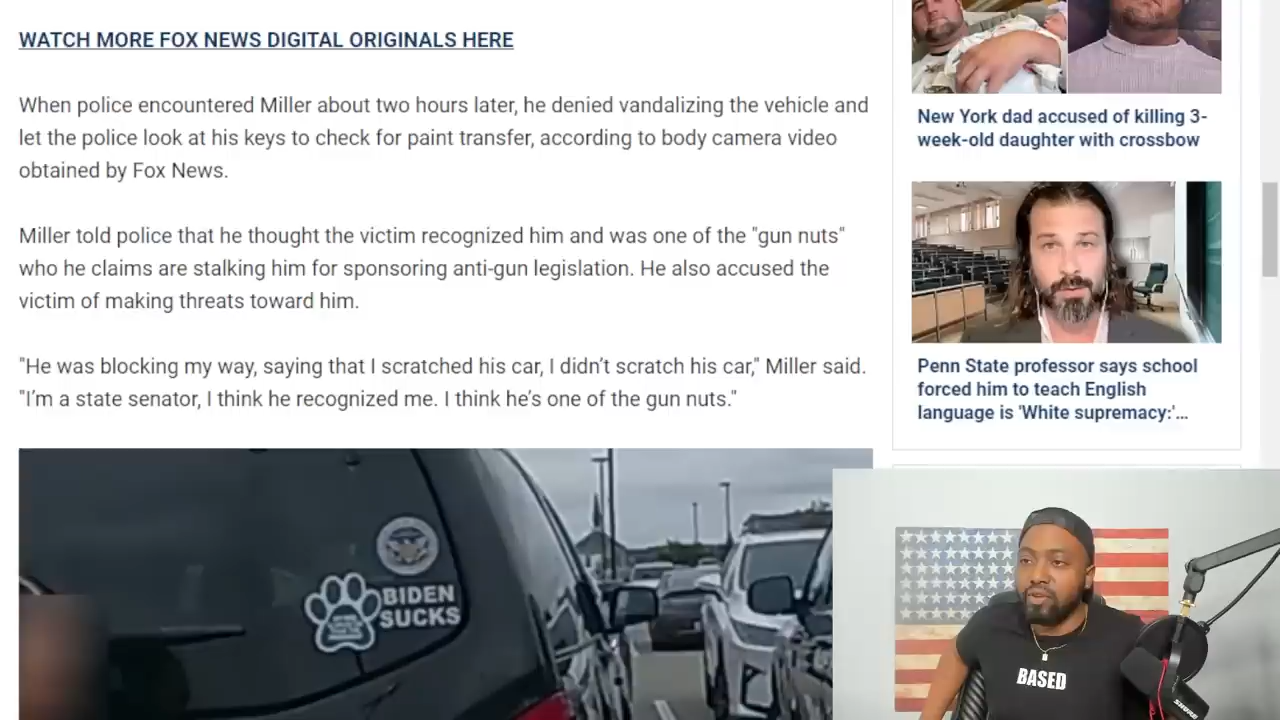 WATCH MORE FOX NEWS DIGITAL ORIGINALS HERE
When police encountered Miller about two hours later, he denied vandalizing the vehicle and
let the police look at his keys to check for paint transfer, according to body camera video
obtained by Fox News.
Miller told police that he thought the victim recognized him and was one of the "gun nuts"
who he claims are stalking him for sponsoring anti-gun legislation. He also accused the
victim of making threats toward him.
"He was blocking my way, saying that I scratched his car, I didn’t scratch his car," Miller said.
"I’m a state senator, I think he recognized me. I think he’s one of the gun nuts."
BIDEN
SUCKS
New York dad accused of killing 3-
week-old daughter with crossbow
Penn State professor says school
forced him to teach English
language is 'White supremacy:'...
BASED
SHURE